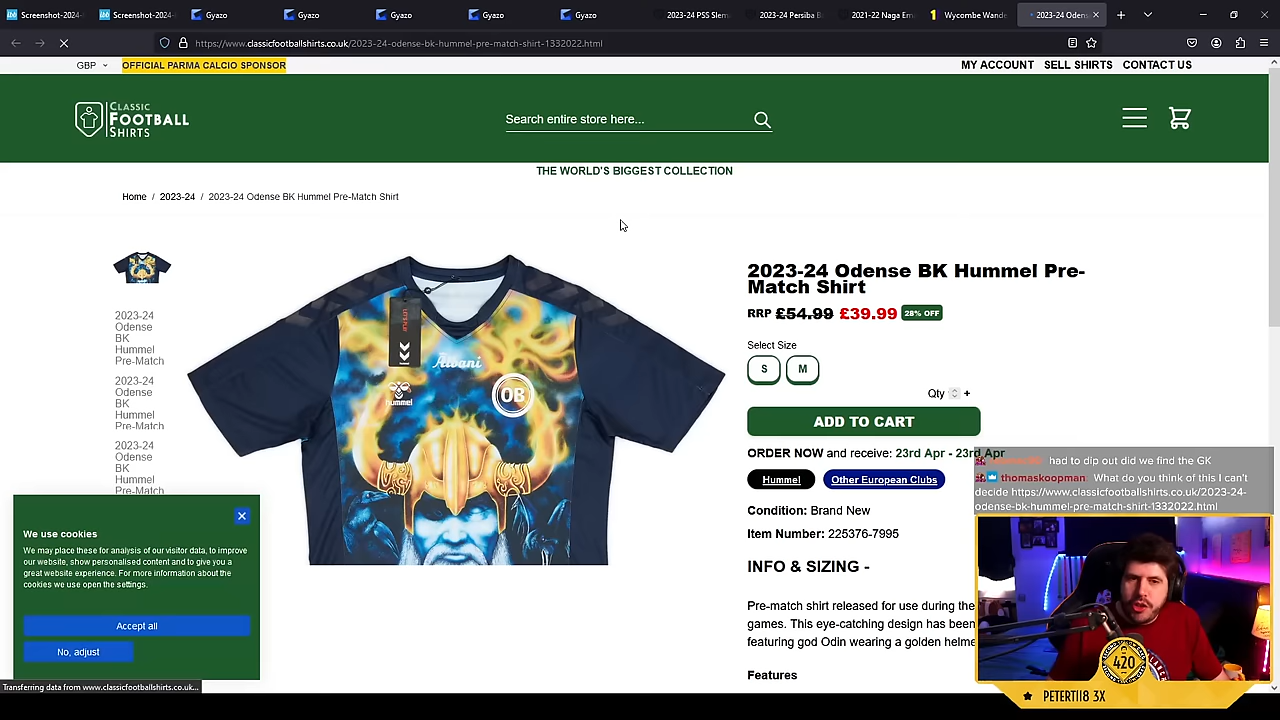 Screenshot-2024-
Screenshot-2024-
Gyazo
Gyazo
Gyazo
Gyazo
Gyazo
2023-24 PSS Slem
2023-24 Persiba B
2021-22 Naga Em
Wycombe Wande
2023-24 Oden
https://www.classicfootballshirts.co.uk/2023-24-odense-bk-hummel-pre-match-shirt-1332022.html
GBP
OFFICIAL PARMA CALCIO SPONSOR
MY ACCOUNT SELL SHIRTS CONTACT US
CLASSIC
FOOTBALL
SHIRTS
Search entire store here...
THE WORLD'S BIGGEST COLLECTION
Home / 2023-24 / 2023-24 Odense BK Hummel Pre-Match Shirt
2023-24
Odense
BK
Hummel
Pre-Match
2023-24
Odense
BK
Hummel
Pre-Match
2023-24
Odense
BK
Hummel
Pre-Match
Albani
hummel
OB
2023-24 Odense BK Hummel Pre-
Match Shirt
RRP £54.99 £39.99 28% OFF
Select Size
S M
Qty +
ADD TO CART
ORDER NOW and receive: 23rd Apr - 23rd Apr
Hummel Other European Clubs
Condition: Brand New
Item Number: 225376-7995
INFO & SIZING -
Pre-match shirt released for use during the
games. This eye-catching design has been
featuring god Odin wearing a golden helme
Features
We use cookies
We may place these for analysis of our visitor data, to improve
our website, show personalised content and to give you a
great website experience. For more information about the
cookies we use open the settings.
Accept all
No, adjust
Transferring data from www.classicfootballshirts.co.uk...
had to dip out did we find the GK
thomaskoopman What do you think of this I can't
decide https://www.classicfootballshirts.co.uk/2023-24-
odense-bk-hummel-pre-match-shirt-1332022.html
420
PETERT118 3X